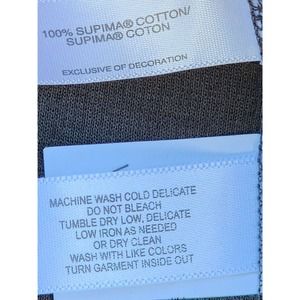 100% SUPIMA® COTTON/
SUPIMA® COTON
EXCLUSIVE OF DECORATION
MACHINE WASH COLD DELICATE
DO NOT BLEACH
TUMBLE DRY LOW, DELICATE
LOW IRON AS NEEDED
OR DRY CLEAN
WASH WITH LIKE COLORS
TURN GARMENT INSIDE OUT